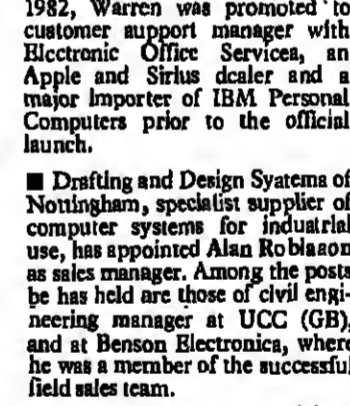 1982, Warren was promoted to
customer support manager with
Electronic Office Services, an
Apple and Sirius dealer and a
major importer of IBM Personal
Computers prior to the official
launch.
■ Drafting and Design Systems of
Nottingham, specialist supplier of
computer systems for industrial
use, has appointed Alan Robinson
as sales manager. Among the posts
he has held are those of civil engi-
neering manager at UCC (GB),
and at Benson Electronics, where
he was a member of the successful
field sales team.